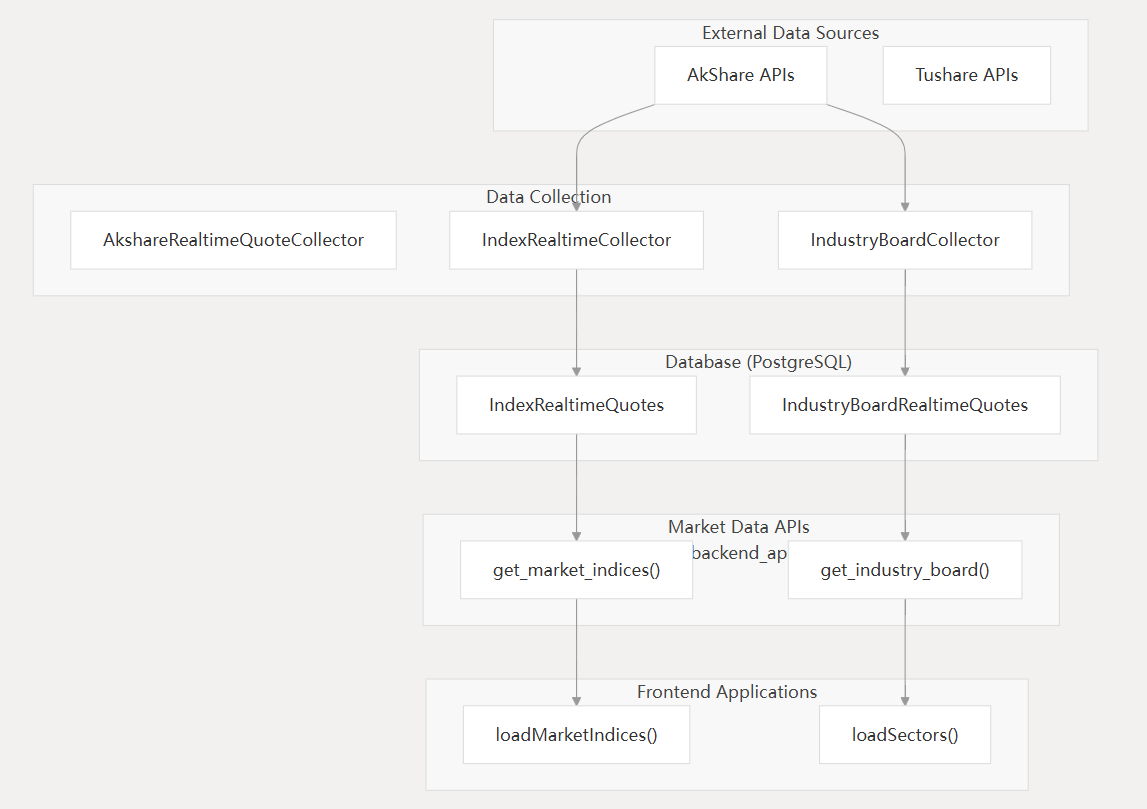 External Data Sources
AkShare APIs
Tushare APIs
Data Collection
AkshareRealtimeQuoteCollector
IndexRealtimeCollector
IndustryBoardCollector
Database (PostgreSQL)
IndexRealtimeQuotes
IndustryBoardRealtimeQuotes
Market Data APIs
backend_ap
get_market_indices()
get_industry_board()
Frontend Applications
loadMarketIndices()
loadSectors()